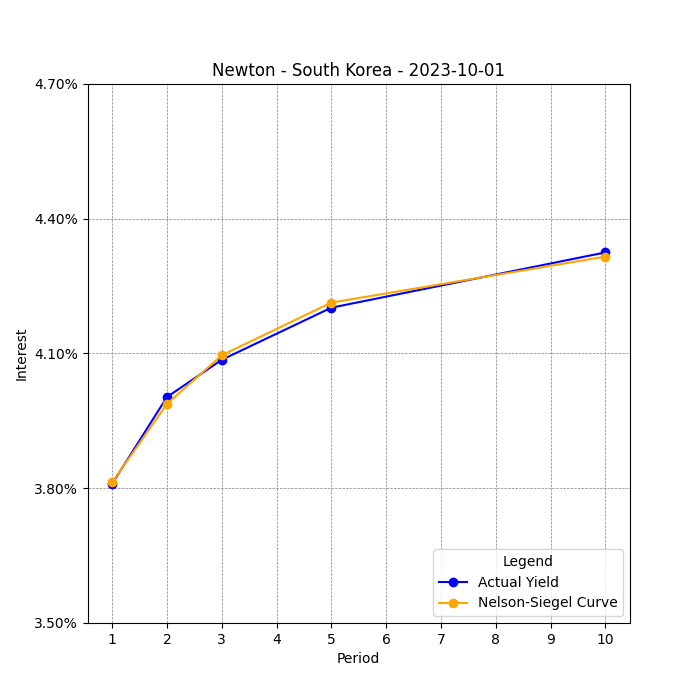 Newton - South Korea - 2023-10-01
4.70%
4.40%
4.10%
3.80%
3.50%
Interest
1 2 3 4 5 6 7 8 9 10
Period
Legend
Actual Yield
Nelson-Siegel Curve